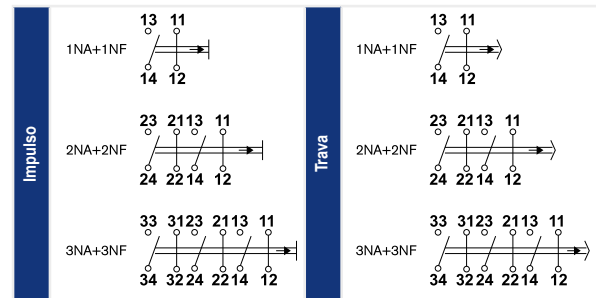 Impulso
13 11
1NA+1NF
14 12
23 21 13 11
2NA+2NF
24 22 14 12
33 31 23 21 13 11
3NA+3NF
34 32 24 22 14 12
Trava
13 11
1NA+1NF
14 12
23 21 13 11
2NA+2NF
24 22 14 12
33 31 23 21 13 11
3NA+3NF
34 32 24 22 14 12